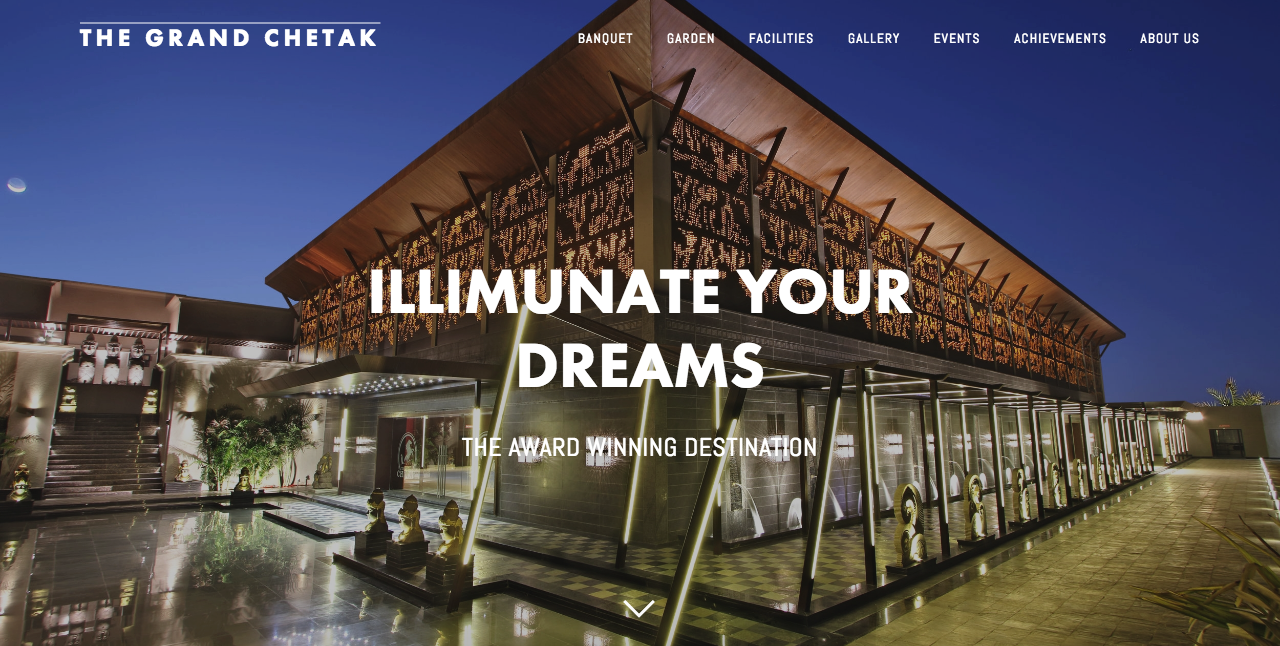 THE GRAND CHETAK
BANQUET GARDEN FACILITIES GALLERY EVENTS ACHIEVEMENTS ABOUT US
ILLIMUNATE YOUR
DREAMS
THE AWARD WINNING DESTINATION